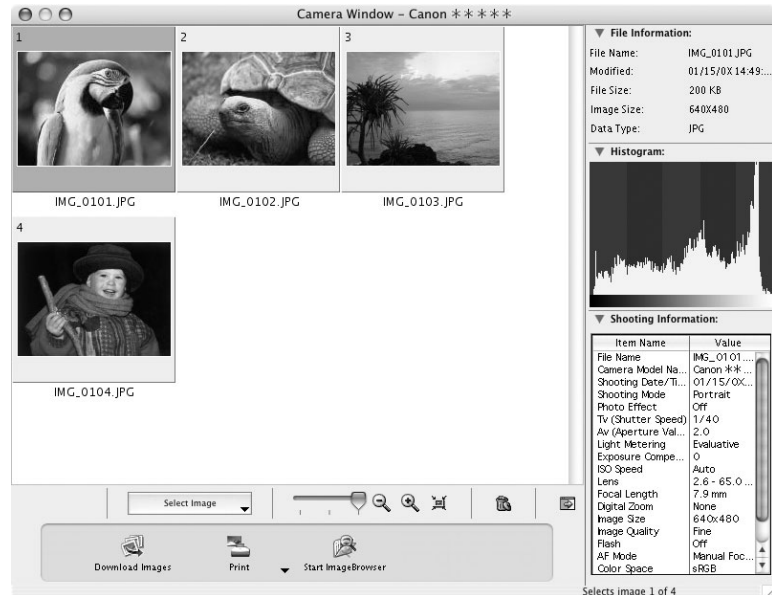 Camera Window – Canon ＊＊＊＊＊
1
2
3
IMG_0101.JPG
IMG_0102.JPG
IMG_0103.JPG
4
IMG_0104.JPG
Select Image
Download Images
Print
Start ImageBrowser
▼ File Information:
File Name: IMG_0101.JPG
Modified: 01/15/0X 14:49:...
File Size: 200 KB
Image Size: 640X480
Data Type: JPG
▼ Histogram:
▼ Shooting Information:
Item Name Value
File Name IMG_0101....
Camera Model Na... Canon ＊＊ ...
Shooting Date/Ti... 01/15/0X...
Shooting Mode Portrait
Photo Effect Off
Tv (Shutter Speed) 1/40
Av (Aperture Val... 2.0
Light Metering Evaluative
Exposure Compe... 0
ISO Speed Auto
Lens 2.6 - 65.0 ...
Focal Length 7.9 mm
Digital Zoom None
Image Size 640x480
Image Quality Fine
Flash Off
AF Mode Manual Foc...
Color Space sRGB
Selects image 1 of 4